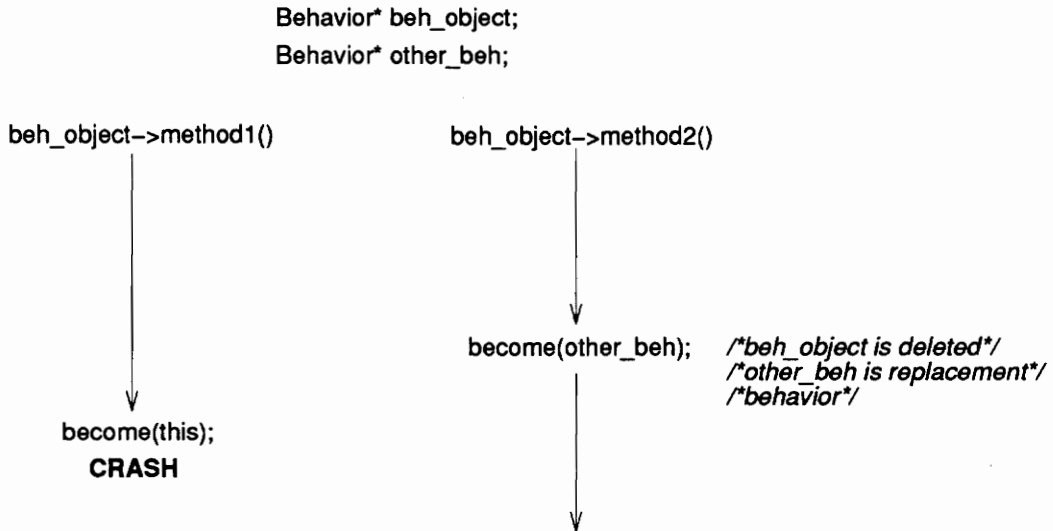 Behavior* beh_object;
Behavior* other_beh;
beh_object–>method1()
beh_object–>method2()
become(other_beh);
/*beh_object is deleted*/
/*other_beh is replacement*/
/*behavior*/
become(this);
CRASH